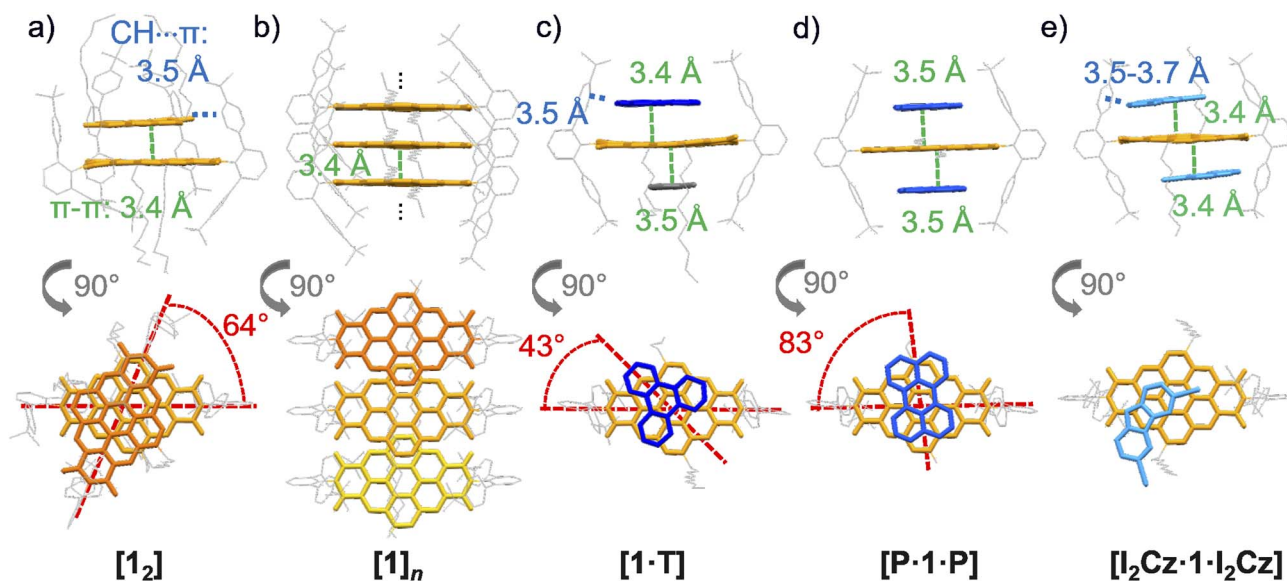 a)
CH···π:
3.5 Å
π-π: 3.4 Å
90°
64°
[1₂]
b)
3.4 Å
90°
[1]ₙ
c)
3.4 Å
3.5 Å
3.5 Å
90°
43°
[1·T]
d)
3.5 Å
3.5 Å
90°
83°
[P·1·P]
e)
3.5-3.7 Å
3.4 Å
3.4 Å
90°
[I₂Cz·1·I₂Cz]